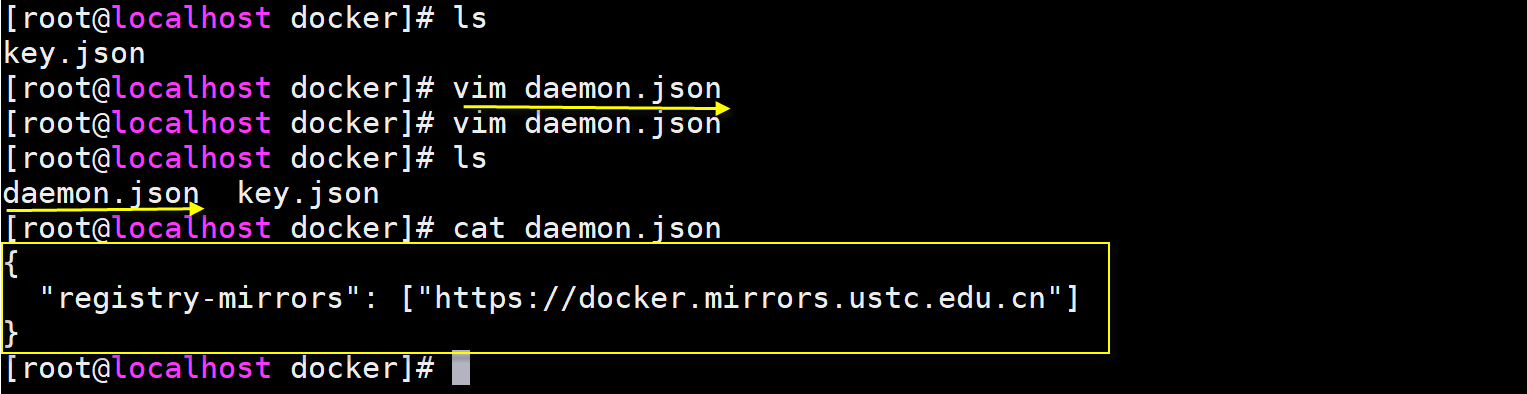 [root@localhost docker]# ls
key.json
[root@localhost docker]# vim daemon.json
[root@localhost docker]# vim daemon.json
[root@localhost docker]# ls
daemon.json  key.json
[root@localhost docker]# cat daemon.json
{
  "registry-mirrors": ["https://docker.mirrors.ustc.edu.cn"]
}
[root@localhost docker]#